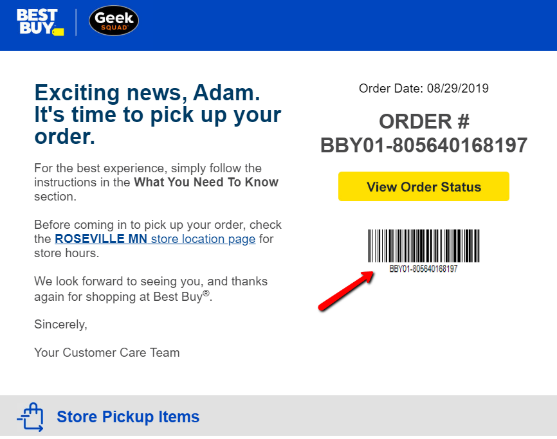 BEST BUY
Geek SQUAD
Exciting news, Adam.
It's time to pick up your
order.
For the best experience, simply follow the
instructions in the What You Need To Know
section.
Before coming in to pick up your order, check
the ROSEVILLE MN store location page for
store hours.
We look forward to seeing you, and thanks
again for shopping at Best Buy®.
Sincerely,
Your Customer Care Team
Order Date: 08/29/2019
ORDER #
BBY01-805640168197
View Order Status
BBY01-805640168197
Store Pickup Items